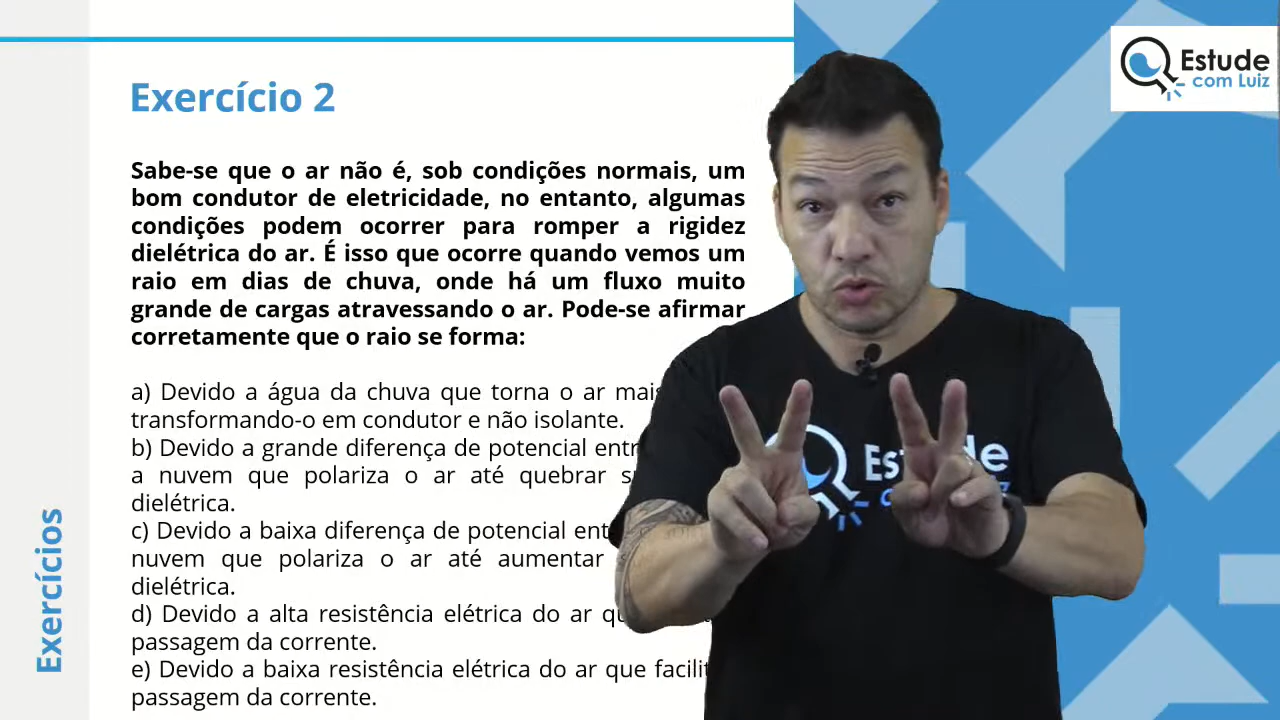 Estude
com Luiz
Exercício 2
Sabe-se que o ar não é, sob condições normais, um
bom condutor de eletricidade, no entanto, algumas
condições podem ocorrer para romper a rigidez
dielétrica do ar. É isso que ocorre quando vemos um
raio em dias de chuva, onde há um fluxo muito
grande de cargas atravessando o ar. Pode-se afirmar
corretamente que o raio se forma:
a) Devido a água da chuva que torna o ar mais
transformando-o em condutor e não isolante.
b) Devido a grande diferença de potencial
a nuvem que polariza o ar até quebrar
dielétrica.
c) Devido a baixa diferença de potencial
nuvem que polariza o ar até aumentar
dielétrica.
d) Devido a alta resistência elétrica do ar
passagem da corrente.
e) Devido a baixa resistência elétrica do ar que
passagem da corrente.
Exercícios